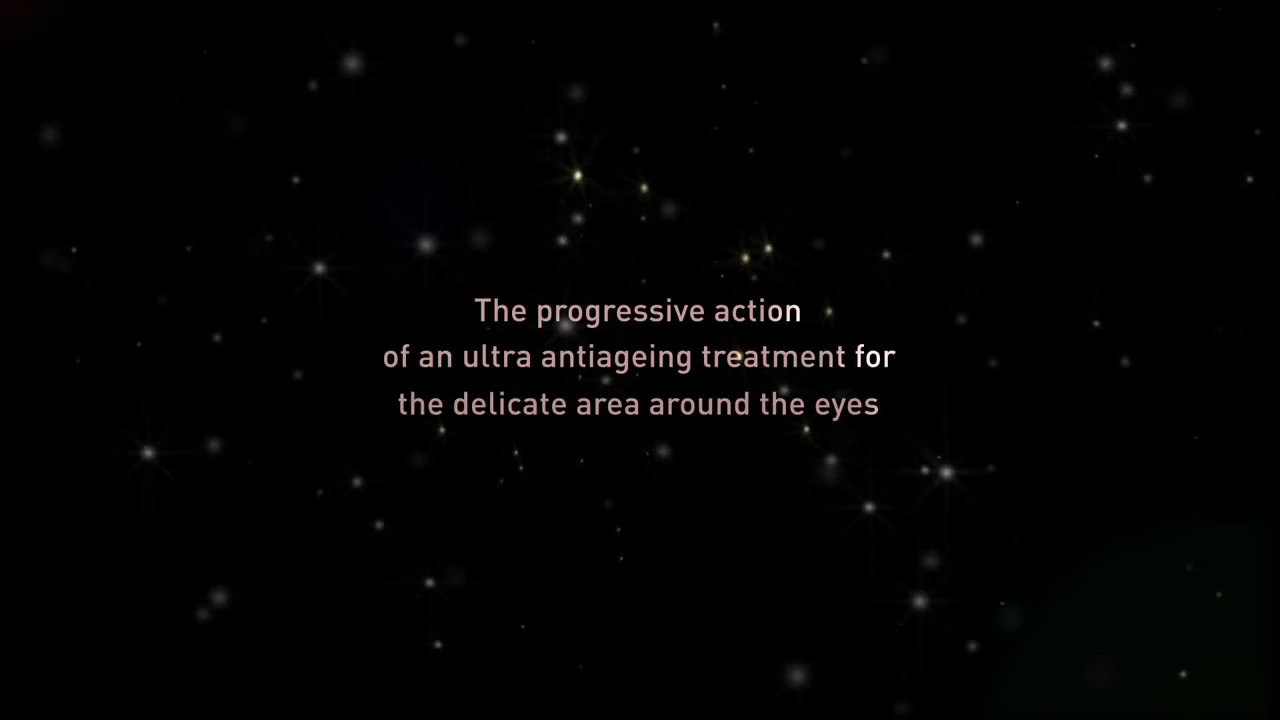 The progressive action
of an ultra antiageing treatment for
the delicate area around the eyes